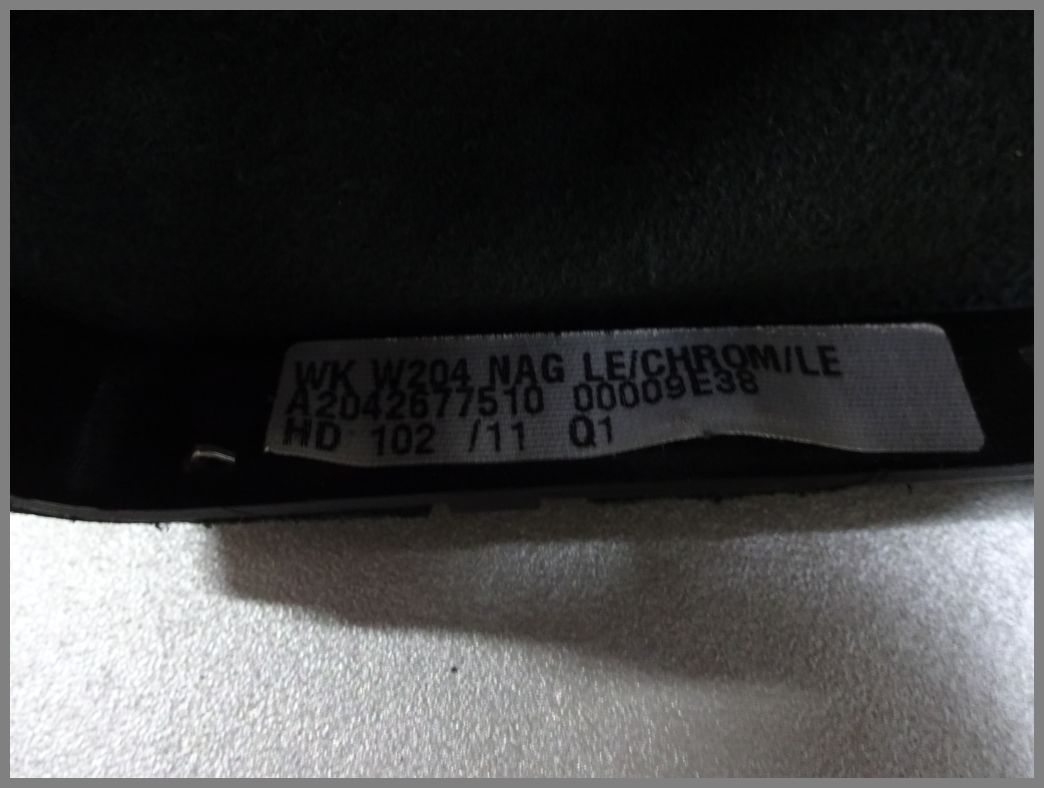 WK W204 NAG LE/CHROM/LE
A2042677510 00009E38
HD 102 /11 Q1